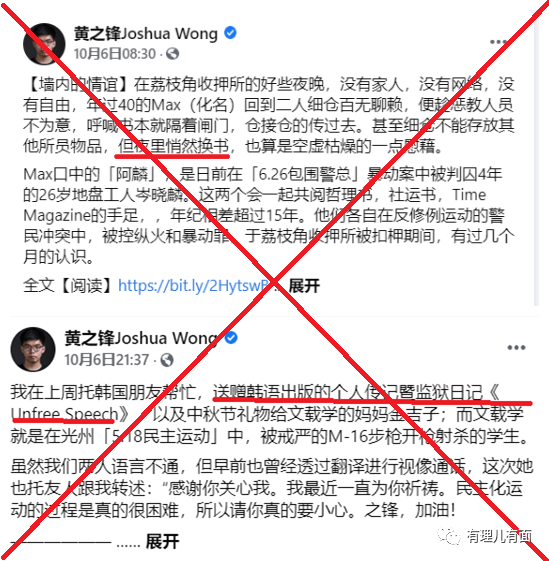 黄之锋Joshua Wong
10月6日08:30
【墙内的情谊】在荔枝角收押所的好些夜晚，没有家人，没有网络，没
有自由，年过40的Max（化名）回到二人细仓百无聊赖，便趁惩教人员
不为意，呼喊书本就隔着闸门，仓接仓的传过去。甚至细仓不能存放其
他所员物品，但夜里悄然换书，也算是空虚枯燥的一点慰藉。
Max口中的「阿麟」，是日前在「6.26包围警总」暴动案中被判囚4年
的26岁地盘工人岑晓麟。这两个会一起共阅哲理书，社运书，Time
Magazine的手足，，年纪相差超过15年。他们各自在反修例运动的警
民冲突中，被控纵火和暴动罪，于荔枝角收押所被扣柙期间，有过几个
月的认识。
全文【阅读】https://bit.ly/2HytswP... 展开
黄之锋Joshua Wong
10月6日21:37
我在上周托韩国朋友帮忙，送赠韩语出版的个人传记暨监狱日记《
Unfree Speech》，以及中秋节礼物给文载学的妈妈金吉子；而文载学
就是在光州「5.18民主运动」中，被戒严的M-16步枪开枪射杀的学生。
虽然我们两人语言不通，但早前也曾经透过翻译进行视像通话，这次她
也托友人跟我转述：“感谢你关心我。我最近一直为你祈祷。民主化运
动的过程是真的很困难，所以请你真的要小心。之锋，加油！
—————— ...... 展开
有理儿有面